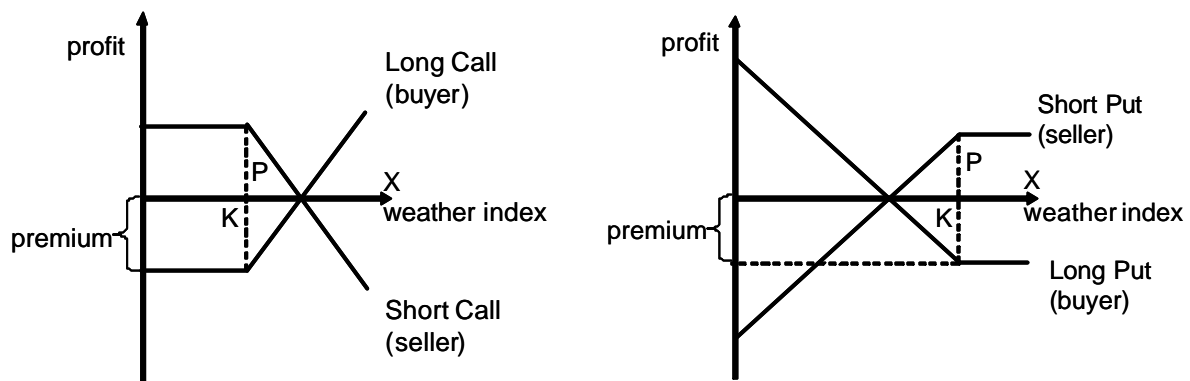 profit
Long Call
(buyer)
P
X
K
weather index
premium
Short Call
(seller)
profit
Short Put
(seller)
P
X
K
weather index
premium
Long Put
(buyer)